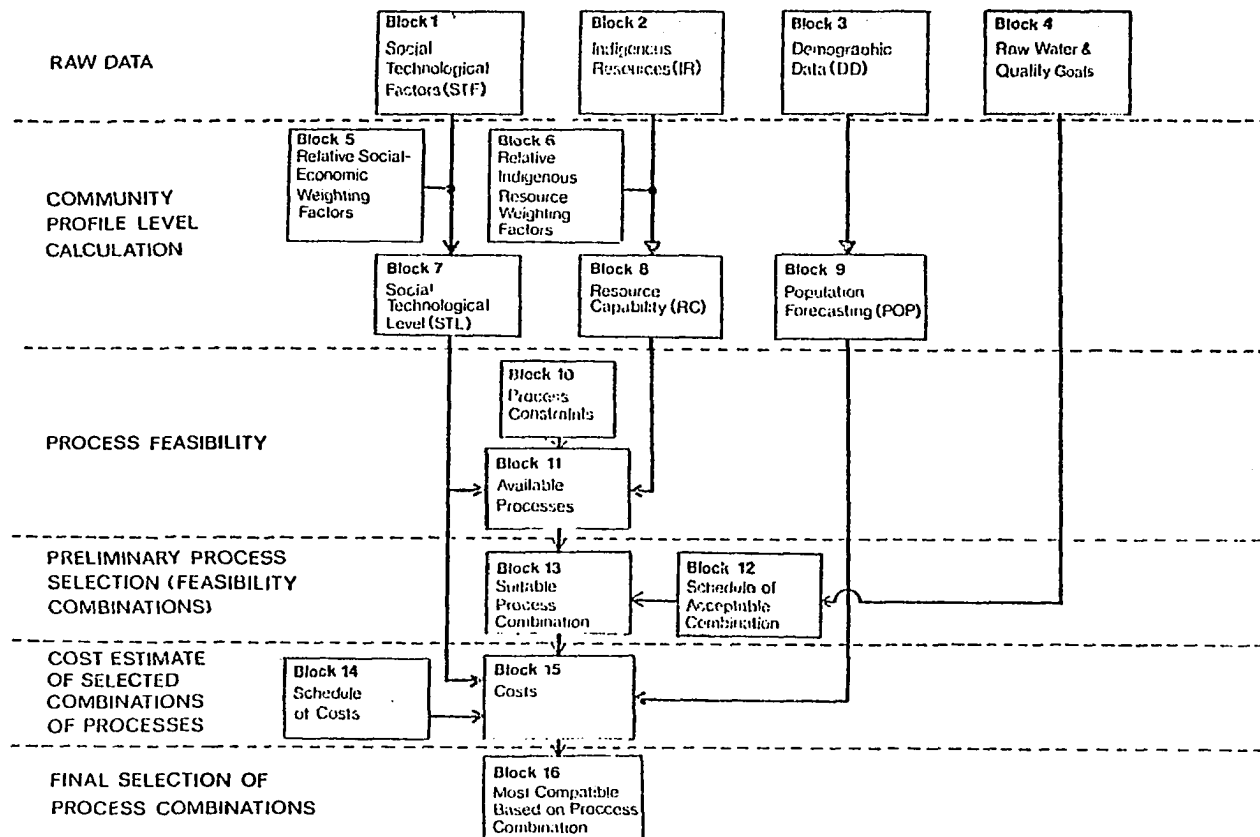 RAW DATA
Block 1
Social
Technological
Factors (STF)
Block 2
Indigenous
Resources (IR)
Block 3
Demographic
Data (DD)
Block 4
Raw Water &
Quality Goals
COMMUNITY
PROFILE LEVEL
CALCULATION
Block 5
Relative Social-
Economic
Weighting
Factors
Block 6
Relative
Indigenous
Resource
Weighting
Factors
Block 7
Social
Technological
Level (STL)
Block 8
Resource
Capability (RC)
Block 9
Population
Forecasting (POP)
PROCESS FEASIBILITY
Block 10
Process
Constraints
Block 11
Available
Processes
PRELIMINARY PROCESS
SELECTION (FEASIBILITY
COMBINATIONS)
Block 13
Suitable
Process
Combination
Block 12
Schedule of
Acceptable
Combination
COST ESTIMATE
OF SELECTED
COMBINATIONS
OF PROCESSES
Block 14
Schedule
of Costs
Block 15
Costs
FINAL SELECTION OF
PROCESS COMBINATIONS
Block 16
Most Compatible
Based on Proccess
Combination